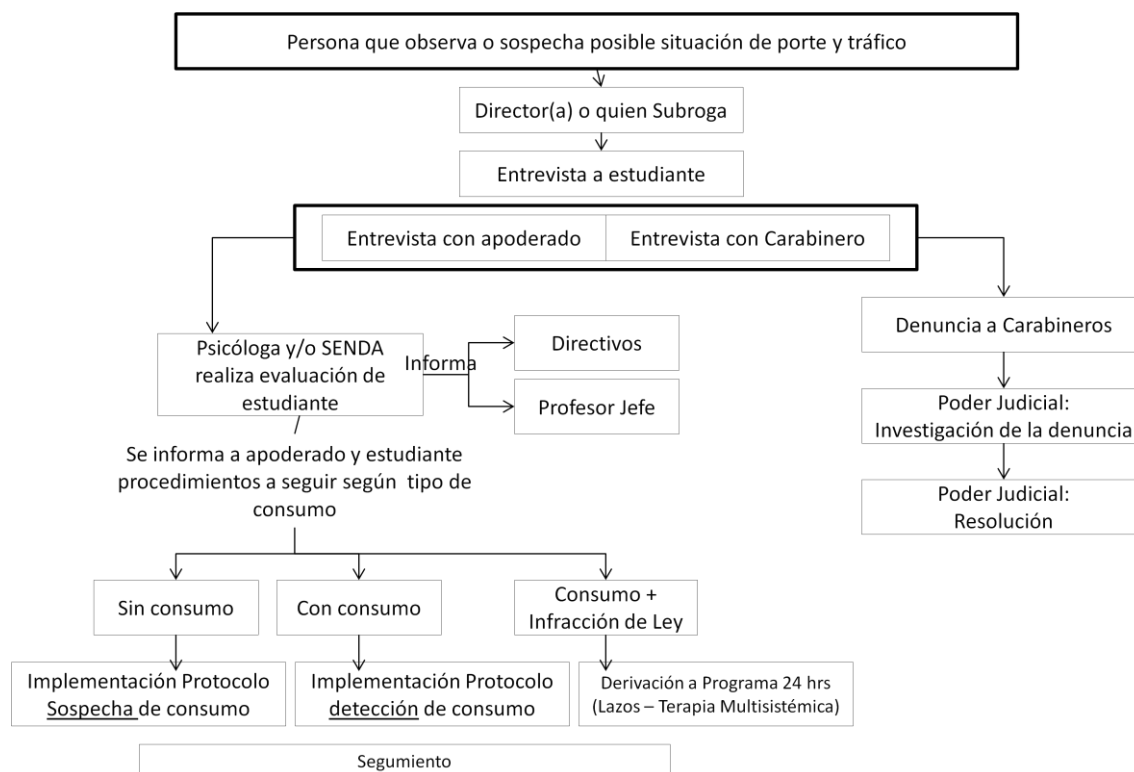 Persona que observa o sospecha posible situación de porte y tráfico
Director(a) o quien Subroga
Entrevista a estudiante
Entrevista con apoderado
Entrevista con Carabinero
Psicóloga y/o SENDA
realiza evaluación de
estudiante
Informa
Directivos
Profesor Jefe
Denuncia a Carabineros
Poder Judicial:
Investigación de la denuncia
Poder Judicial:
Resolución
Se informa a apoderado y estudiante
procedimientos a seguir según tipo de
consumo
Sin consumo
Con consumo
Consumo +
Infracción de Ley
Implementación Protocolo
Sospecha de consumo
Implementación Protocolo
detección de consumo
Derivación a Programa 24 hrs
(Lazos – Terapia Multisistémica)
Segumiento